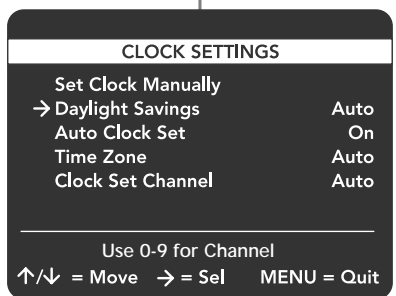 CLOCK SETTINGS
Set Clock Manually
→ Daylight Savings Auto
Auto Clock Set On
Time Zone Auto
Clock Set Channel Auto
Use 0-9 for Channel
↑/↓ = Move → = Sel MENU = Quit